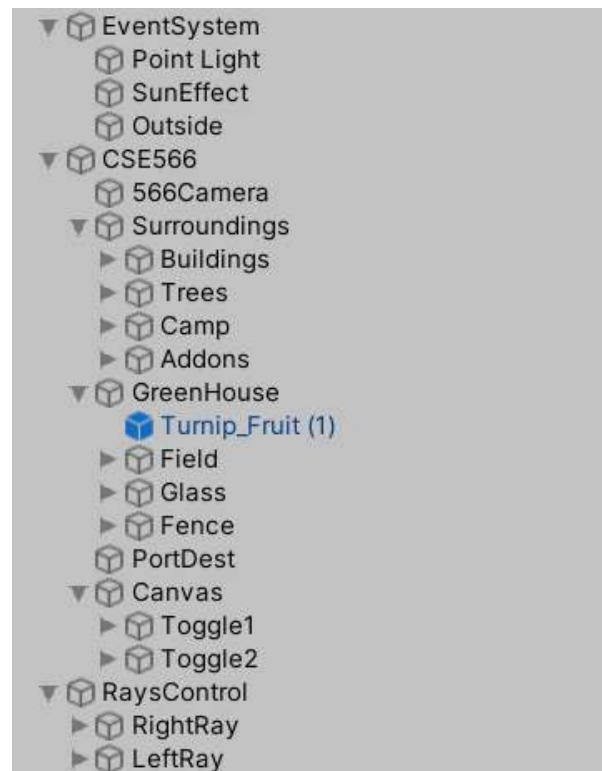 EventSystem
Point Light
SunEffect
Outside
CSE566
566Camera
Surroundings
Buildings
Trees
Camp
Addons
GreenHouse
Turnip_Fruit (1)
Field
Glass
Fence
PortDest
Canvas
Toggle1
Toggle2
RaysControl
RightRay
LeftRay